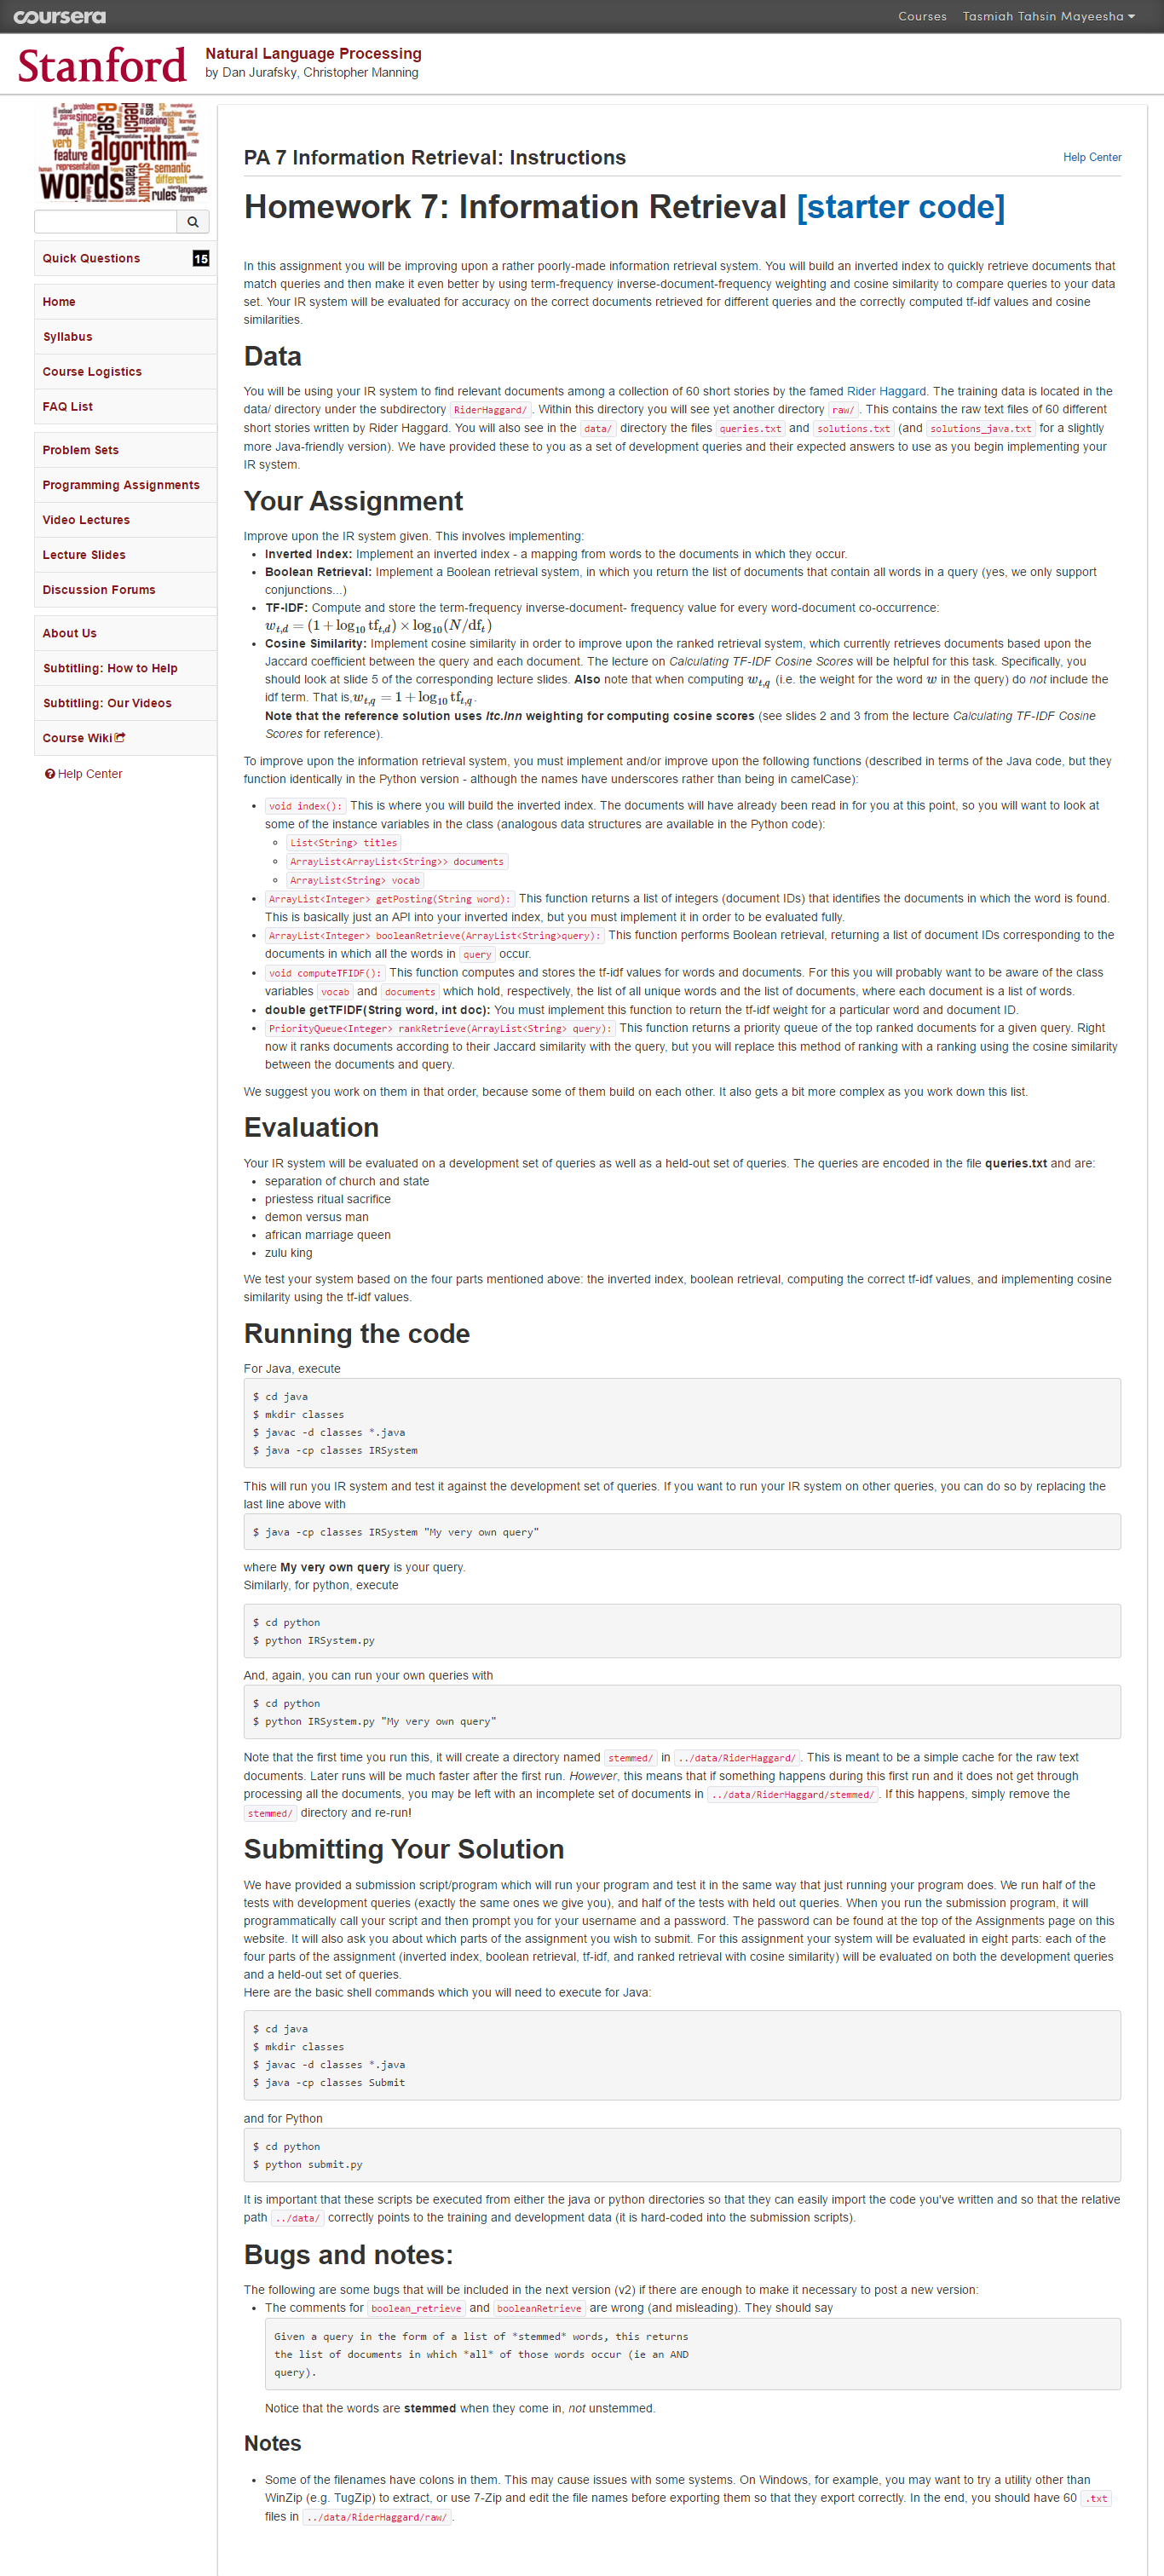 coursera
Courses Tasmiah Tahsin Mayeesha
Stanford
Natural Language Processing
by Dan Jurafsky, Christopher Manning
algorithm
words
feature
verb
input
text
semantic
different
rules
form
languages
structure
features
speech
meaning
parse
since
problem
Quick Questions 15
Home
Syllabus
Course Logistics
FAQ List
Problem Sets
Programming Assignments
Video Lectures
Lecture Slides
Discussion Forums
About Us
Subtitling: How to Help
Subtitling: Our Videos
Course Wiki
Help Center
PA 7 Information Retrieval: Instructions
Help Center
Homework 7: Information Retrieval [starter code]
In this assignment you will be improving upon a rather poorly-made information retrieval system. You will build an inverted index to quickly retrieve documents that
match queries and then make it even better by using term-frequency inverse-document-frequency weighting and cosine similarity to compare queries to your data
set. Your IR system will be evaluated for accuracy on the correct documents retrieved for different queries and the correctly computed tf-idf values and cosine
similarities.
Data
You will be using your IR system to find relevant documents among a collection of 60 short stories by the famed Rider Haggard. The training data is located in the
data/ directory under the subdirectory RiderHaggard/ . Within this directory you will see yet another directory raw/ . This contains the raw text files of 60 different
short stories written by Rider Haggard. You will also see in the data/ directory the files queries.txt and solutions.txt (and solutions_java.txt for a slightly
more Java-friendly version). We have provided these to you as a set of development queries and their expected answers to use as you begin implementing your
IR system.
Your Assignment
Improve upon the IR system given. This involves implementing:
• Inverted Index: Implement an inverted index - a mapping from words to the documents in which they occur.
• Boolean Retrieval: Implement a Boolean retrieval system, in which you return the list of documents that contain all words in a query (yes, we only support
conjunctions...)
• TF-IDF: Compute and store the term-frequency inverse-document- frequency value for every word-document co-occurrence:
w_{t,d} = (1 + log_{10} tf_{t,d}) × log_{10}(N/df_t)
• Cosine Similarity: Implement cosine similarity in order to improve upon the ranked retrieval system, which currently retrieves documents based upon the
Jaccard coefficient between the query and each document. The lecture on Calculating TF-IDF Cosine Scores will be helpful for this task. Specifically, you
should look at slide 5 of the corresponding lecture slides. Also note that when computing w_{t,q} (i.e. the weight for the word w in the query) do not include the
idf term. That is, w_{t,q} = 1 + log_{10} tf_{t,q}.
Note that the reference solution uses ltc.lnn weighting for computing cosine scores (see slides 2 and 3 from the lecture Calculating TF-IDF Cosine
Scores for reference).
To improve upon the information retrieval system, you must implement and/or improve upon the following functions (described in terms of the Java code, but they
function identically in the Python version - although the names have underscores rather than being in camelCase):
• void index(): This is where you will build the inverted index. The documents will have already been read in for you at this point, so you will want to look at
some of the instance variables in the class (analogous data structures are available in the Python code):
◦ List<String> titles
◦ ArrayList<ArrayList<String>> documents
◦ ArrayList<String> vocab
• ArrayList<Integer> getPosting(String word): This function returns a list of integers (document IDs) that identifies the documents in which the word is found.
This is basically just an API into your inverted index, but you must implement it in order to be evaluated fully.
• ArrayList<Integer> booleanRetrieve(ArrayList<String>query): This function performs Boolean retrieval, returning a list of document IDs corresponding to the
documents in which all the words in query occur.
• void computeTFIDF(): This function computes and stores the tf-idf values for words and documents. For this you will probably want to be aware of the class
variables vocab and documents which hold, respectively, the list of all unique words and the list of documents, where each document is a list of words.
• double getTFIDF(String word, int doc): You must implement this function to return the tf-idf weight for a particular word and document ID.
• PriorityQueue<Integer> rankRetrieve(ArrayList<String> query): This function returns a priority queue of the top ranked documents for a given query. Right
now it ranks documents according to their Jaccard similarity with the query, but you will replace this method of ranking with a ranking using the cosine similarity
between the documents and query.
We suggest you work on them in that order, because some of them build on each other. It also gets a bit more complex as you work down this list.
Evaluation
Your IR system will be evaluated on a development set of queries as well as a held-out set of queries. The queries are encoded in the file queries.txt and are:
• separation of church and state
• priestess ritual sacrifice
• demon versus man
• african marriage queen
• zulu king
We test your system based on the four parts mentioned above: the inverted index, boolean retrieval, computing the correct tf-idf values, and implementing cosine
similarity using the tf-idf values.
Running the code
For Java, execute
$ cd java
$ mkdir classes
$ javac -d classes *.java
$ java -cp classes IRSystem
This will run you IR system and test it against the development set of queries. If you want to run your IR system on other queries, you can do so by replacing the
last line above with
$ java -cp classes IRSystem "My very own query"
where My very own query is your query.
Similarly, for python, execute
$ cd python
$ python IRSystem.py
And, again, you can run your own queries with
$ cd python
$ python IRSystem.py "My very own query"
Note that the first time you run this, it will create a directory named stemmed/ in ../data/RiderHaggard/ . This is meant to be a simple cache for the raw text
documents. Later runs will be much faster after the first run. However, this means that if something happens during this first run and it does not get through
processing all the documents, you may be left with an incomplete set of documents in ../data/RiderHaggard/stemmed/ . If this happens, simply remove the
stemmed/ directory and re-run!
Submitting Your Solution
We have provided a submission script/program which will run your program and test it in the same way that just running your program does. We run half of the
tests with development queries (exactly the same ones we give you), and half of the tests with held out queries. When you run the submission program, it will
programmatically call your script and then prompt you for your username and a password. The password can be found at the top of the Assignments page on this
website. It will also ask you about which parts of the assignment you wish to submit. For this assignment your system will be evaluated in eight parts: each of the
four parts of the assignment (inverted index, boolean retrieval, tf-idf, and ranked retrieval with cosine similarity) will be evaluated on both the development queries
and a held-out set of queries.
Here are the basic shell commands which you will need to execute for Java:
$ cd java
$ mkdir classes
$ javac -d classes *.java
$ java -cp classes Submit
and for Python
$ cd python
$ python submit.py
It is important that these scripts be executed from either the java or python directories so that they can easily import the code you've written and so that the relative
path ../data/ correctly points to the training and development data (it is hard-coded into the submission scripts).
Bugs and notes:
The following are some bugs that will be included in the next version (v2) if there are enough to make it necessary to post a new version:
• The comments for boolean_retrieve and booleanRetrieve are wrong (and misleading). They should say
Given a query in the form of a list of *stemmed* words, this returns
the list of documents in which *all* of those words occur (ie an AND
query).
Notice that the words are stemmed when they come in, not unstemmed.
Notes
• Some of the filenames have colons in them. This may cause issues with some systems. On Windows, for example, you may want to try a utility other than
WinZip (e.g. TugZip) to extract, or use 7-Zip and edit the file names before exporting them so that they export correctly. In the end, you should have 60 .txt
files in ../data/RiderHaggard/raw/ .